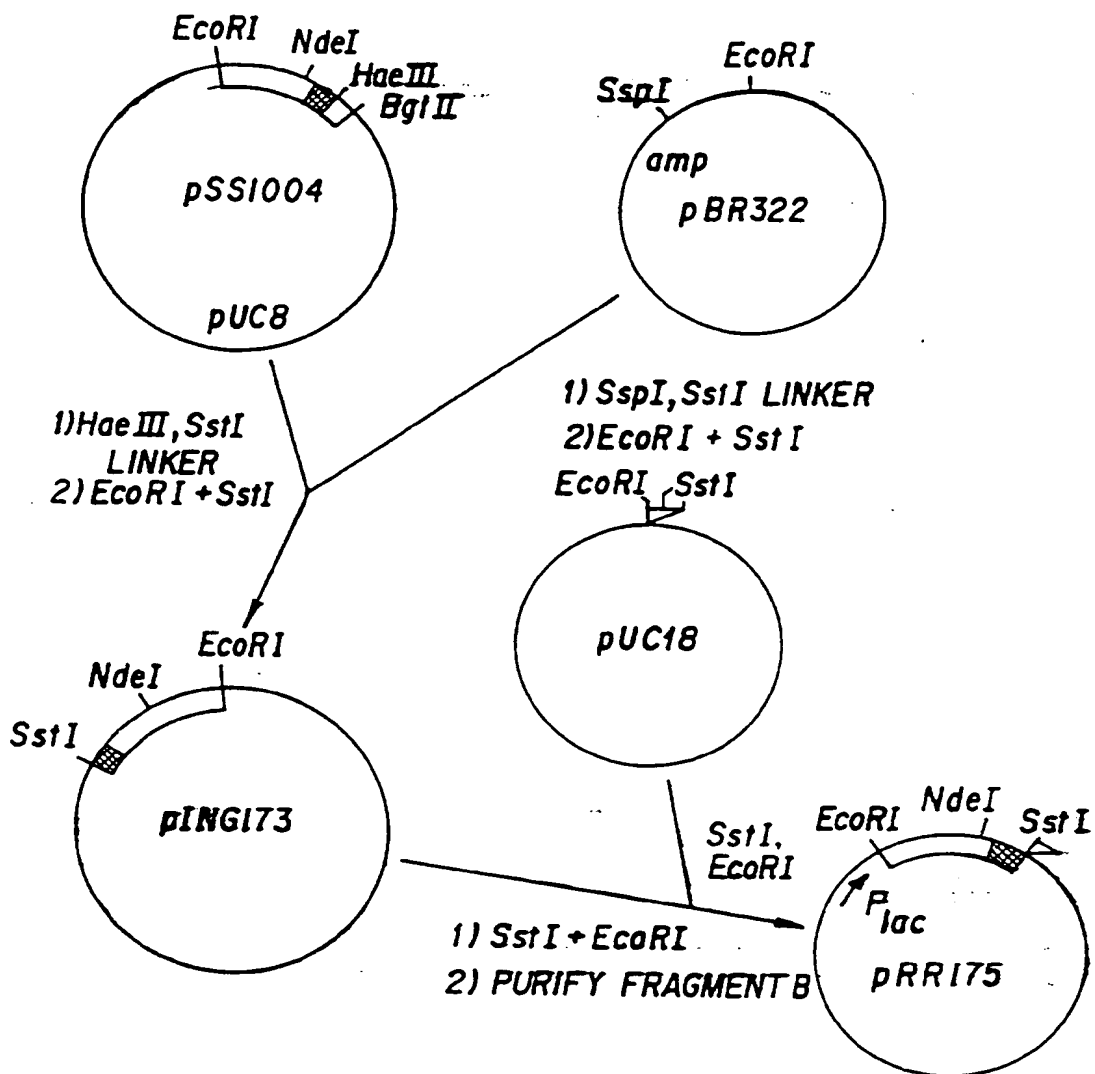 EcoRI
NdeI
HaeIII
BglII
pSS1004
pUC8
EcoRI
SspI
amp
pBR322
1)HaeIII,SstI
LINKER
2)EcoRI+SstI
1) SspI, SstI LINKER
2)EcoRI + SstI
EcoRI
SstI
pUC18
EcoRI
NdeI
SstI
pING173
SstI,
EcoRI
1) SstI + EcoRI
2) PURIFY FRAGMENT B
EcoRI
NdeI
SstI
Plac
pRR175